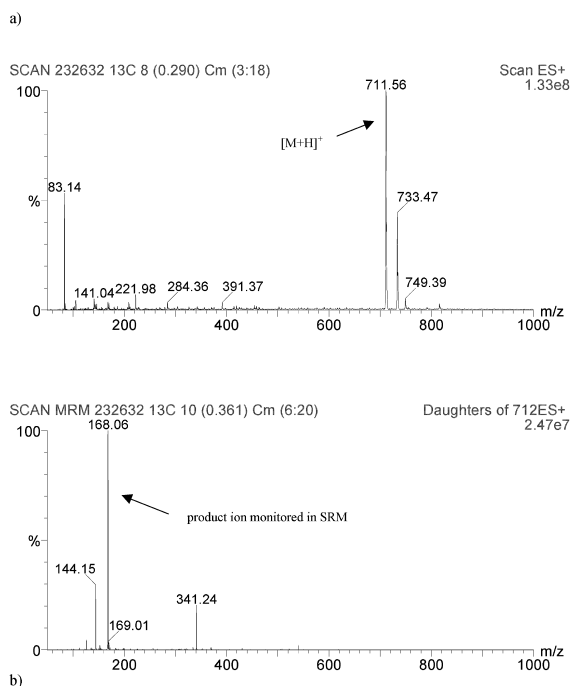 a)
SCAN 232632 13C 8 (0.290) Cm (3:18) Scan ES+
1.33e8
100
711.56
[M+H]+
83.14
%
733.47
141.04 221.98 284.36 391.37
749.39
0
200 400 600 800 1000 m/z
SCAN MRM 232632 13C 10 (0.361) Cm (6:20) Daughters of 712ES+
2.47e7
168.06
100
product ion monitored in SRM
%
144.15
341.24
169.01
0
200 400 600 800 1000 m/z
b)